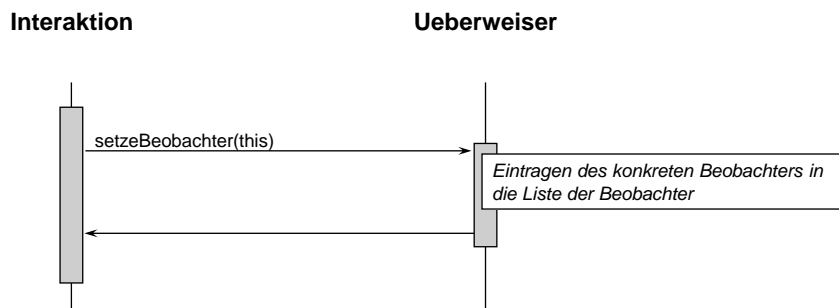 Interaktion
Ueberweiser
setzeBeobachter(this)
Eintragen des konkreten Beobachters in
die Liste der Beobachter